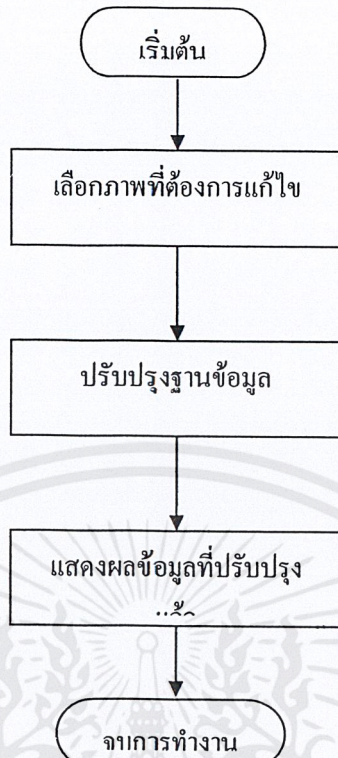 เริ่มต้น
เลือกภาพที่ต้องการแก้ไข
ปรับปรุงฐานข้อมูล
แสดงผลข้อมูลที่ปรับปรุง
จบการทำงาน